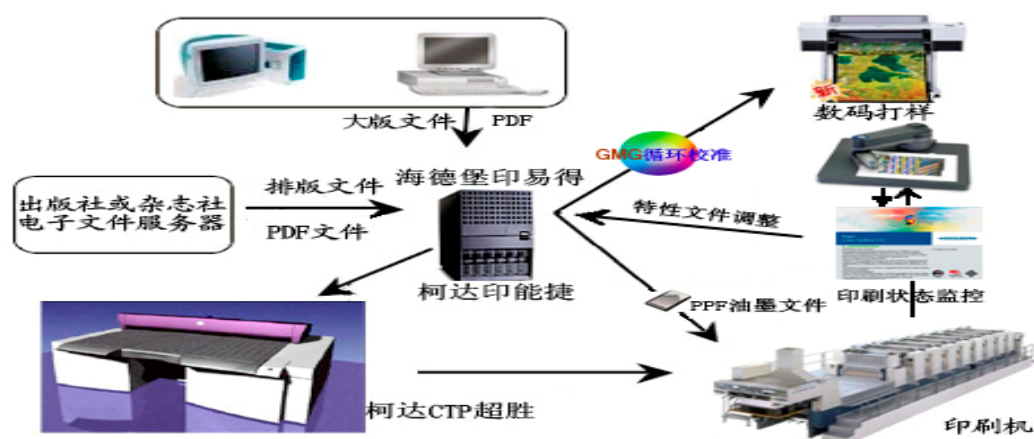 大版文件 PDF
新
数码打样
GMG循环校准
海德堡印易得
出版社或杂志社
电子文件服务器
排版文件
PDF文件
特性文件调整
柯达印能捷
印刷状态监控
PPF油墨文件
柯达CTP超胜
印刷机